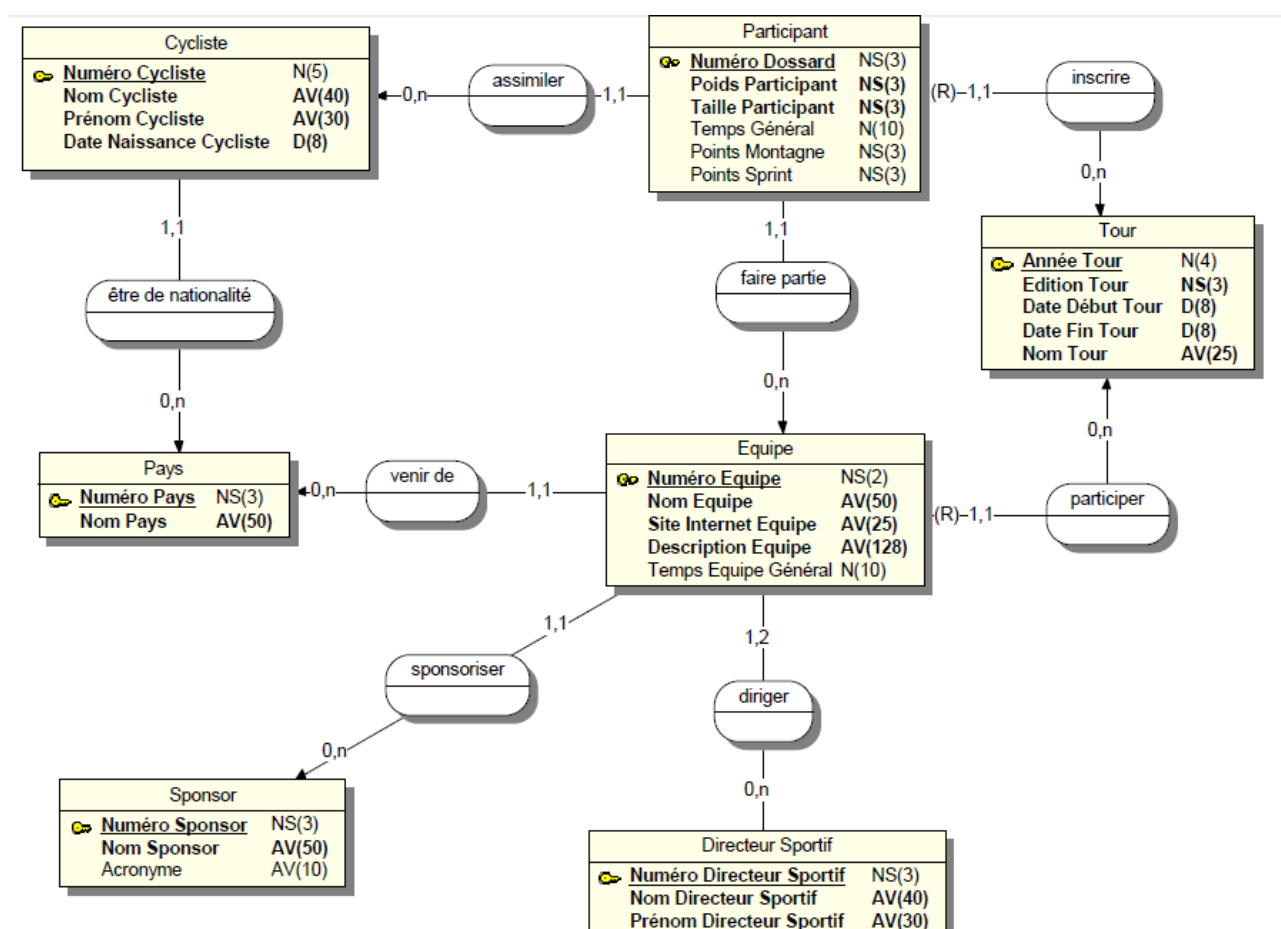 Cycliste
Numéro Cycliste N(5)
Nom Cycliste AV(40)
Prénom Cycliste AV(30)
Date Naissance Cycliste D(8)
0,n
assimiler
1,1
Participant
Numéro Dossard NS(3)
Poids Participant NS(3)
Taille Participant NS(3)
Temps Général N(10)
Points Montagne NS(3)
Points Sprint NS(3)
(R)–1,1
inscrire
0,n
Tour
Année Tour N(4)
Edition Tour NS(3)
Date Début Tour D(8)
Date Fin Tour D(8)
Nom Tour AV(25)
1,1
être de nationalité
0,n
1,1
faire partie
0,n
0,n
participer
(R)–1,1
Pays
Numéro Pays NS(3)
Nom Pays AV(50)
0,n
venir de
1,1
Equipe
Numéro Equipe NS(2)
Nom Equipe AV(50)
Site Internet Equipe AV(25)
Description Equipe AV(128)
Temps Equipe Général N(10)
1,1
sponsoriser
0,n
1,2
diriger
0,n
Sponsor
Numéro Sponsor NS(3)
Nom Sponsor AV(50)
Acronyme AV(10)
Directeur Sportif
Numéro Directeur Sportif NS(3)
Nom Directeur Sportif AV(40)
Prénom Directeur Sportif AV(30)